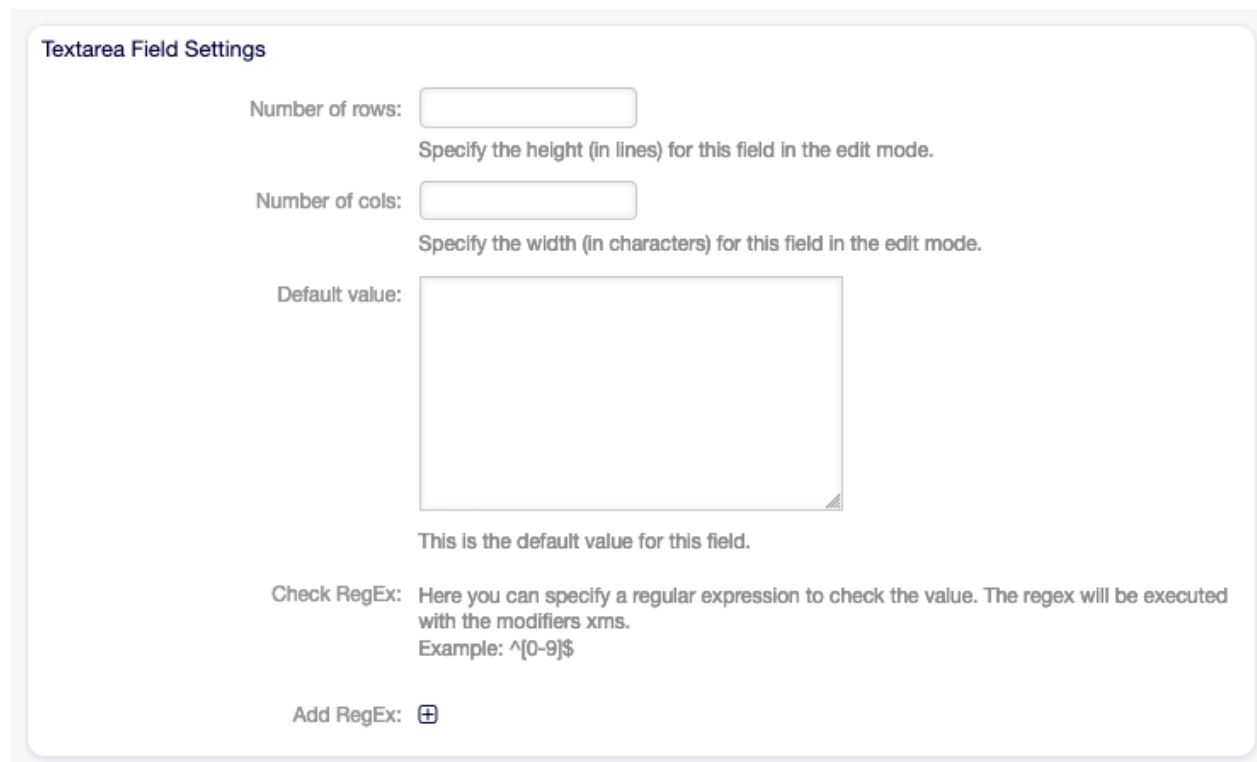 Textarea Field Settings
Number of rows:
Specify the height (in lines) for this field in the edit mode.
Number of cols:
Specify the width (in characters) for this field in the edit mode.
Default value:
This is the default value for this field.
Check RegEx: Here you can specify a regular expression to check the value. The regex will be executed
with the modifiers xms.
Example: ^[0-9]$
Add RegEx: